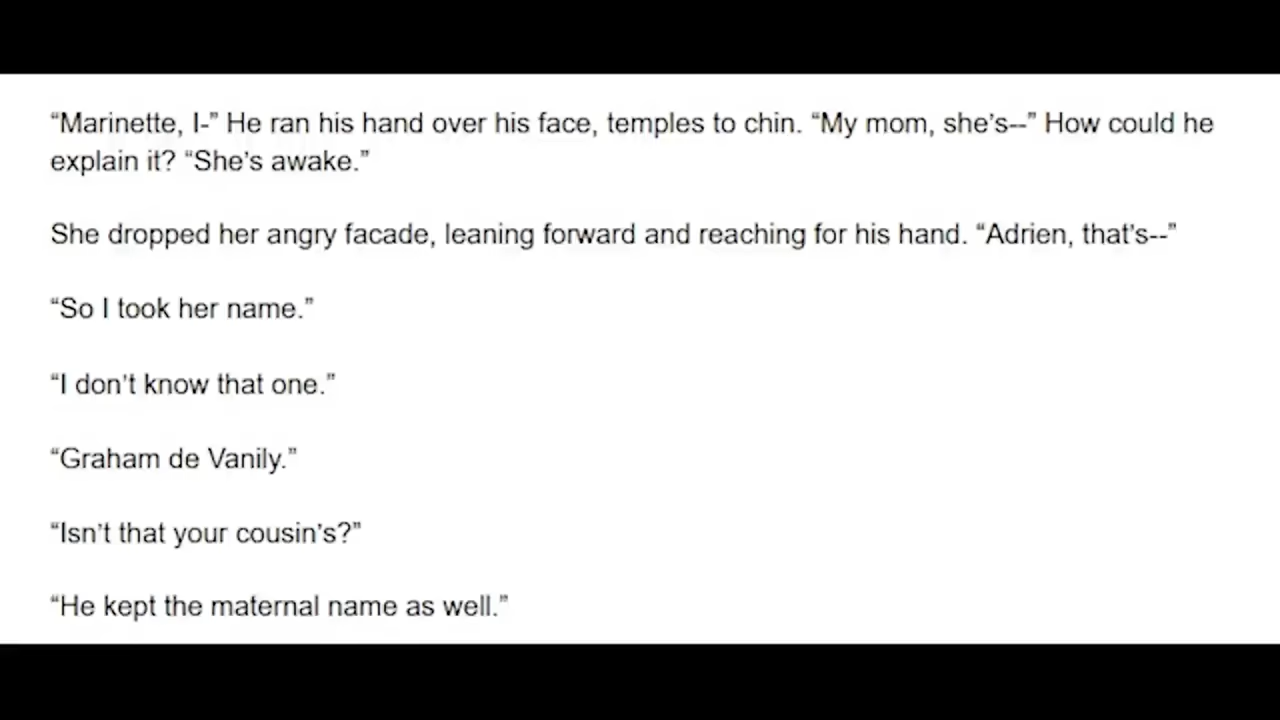 “Marinette, I-” He ran his hand over his face, temples to chin. “My mom, she’s--” How could he
explain it? “She’s awake.”
She dropped her angry facade, leaning forward and reaching for his hand. “Adrien, that’s--”
“So I took her name.”
“I don’t know that one.”
“Graham de Vanily.”
“Isn’t that your cousin’s?”
“He kept the maternal name as well.”